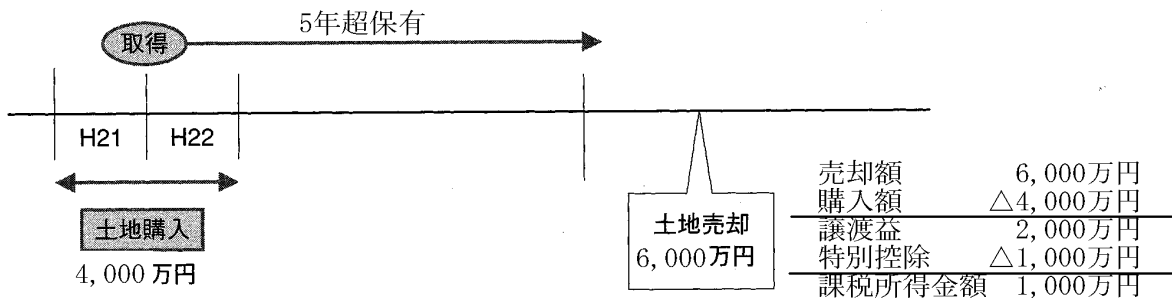 取得
5年超保有
H21 H22
土地購入
4,000万円
土地売却
6,000万円
売却額 6,000万円
購入額 △4,000万円
譲渡益 2,000万円
特別控除 △1,000万円
課税所得金額 1,000万円